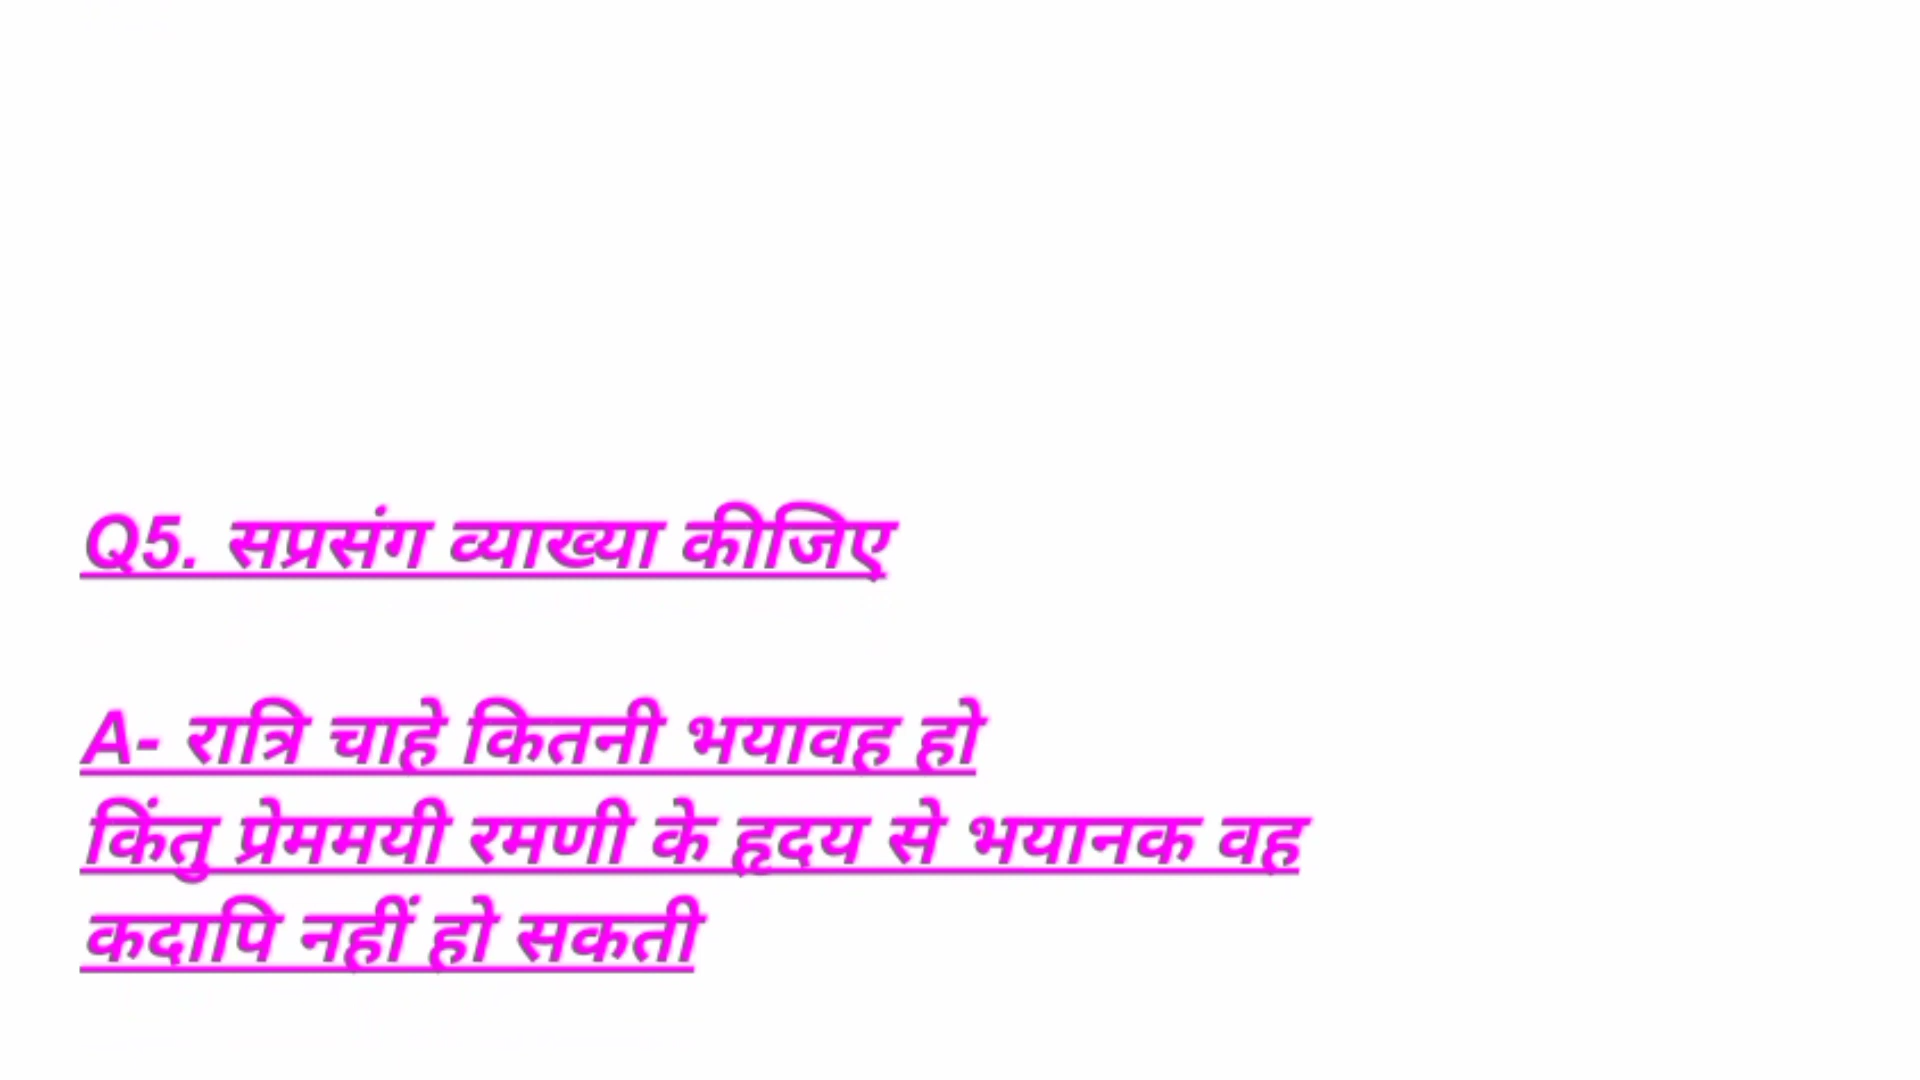 Q5. सप्रसंग व्याख्या कीजिए
A- रात्रि चाहे कितनी भयावह हो
किंतु प्रेममयी रमणी के हृदय से भयानक वह
कदापि नहीं हो सकती